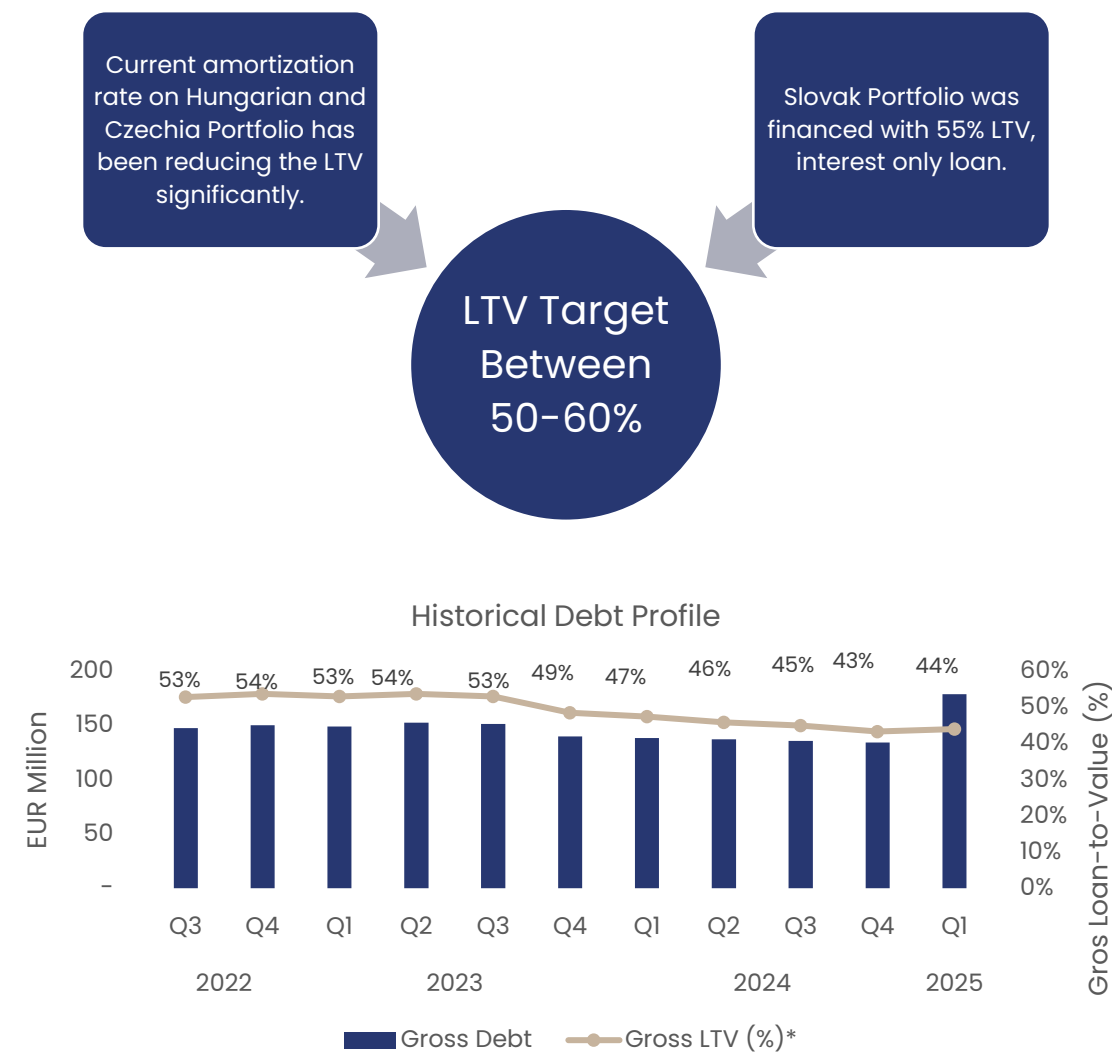 Current amortization
rate on Hungarian and
Czechia Portfolio has
been reducing the LTV
significantly.
Slovak Portfolio was
financed with 55% LTV,
interest only loan.
LTV Target
Between
50-60%
Historical Debt Profile
EUR Million
200
150
100
50
-
53%
54%
53%
54%
53%
49%
47%
46%
45%
43%
44%
60%
50%
40%
30%
20%
10%
0%
Gros Loan-to-Value (%)
Q3 Q4 Q1 Q2 Q3 Q4 Q1 Q2 Q3 Q4 Q1
2022 2023 2024 2025
Gross Debt Gross LTV (%)*